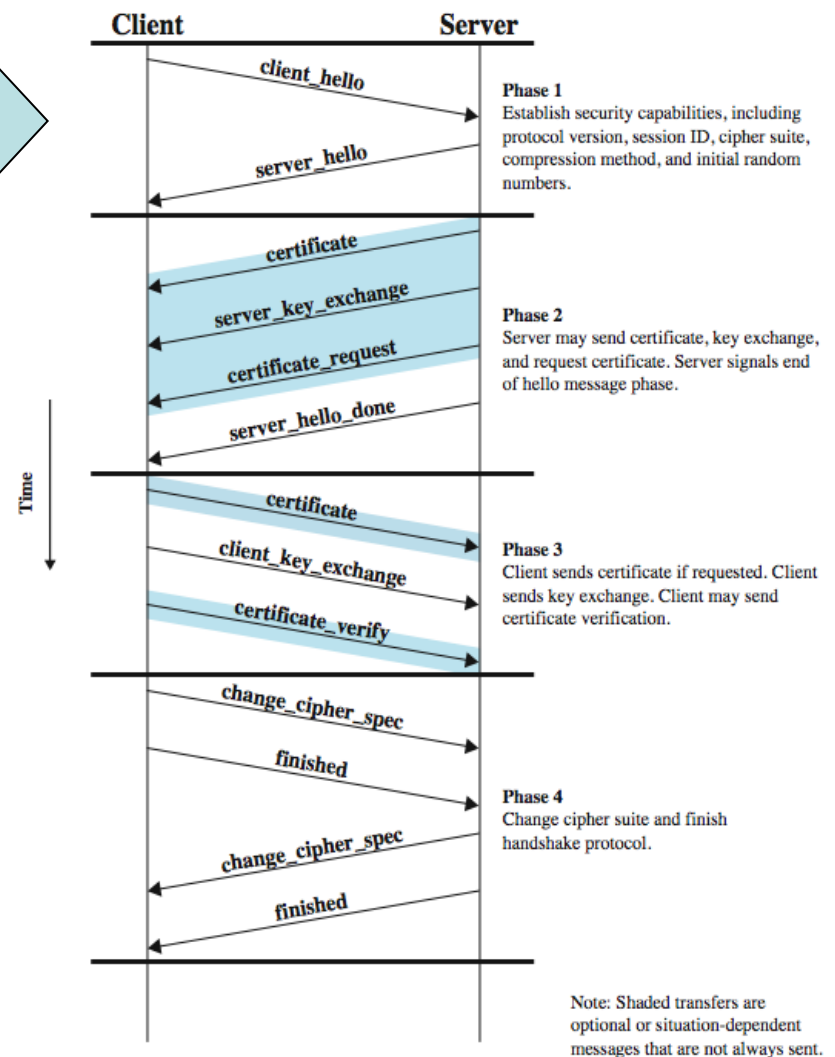 Client
Server
client_hello
server_hello
Phase 1
Establish security capabilities, including
protocol version, session ID, cipher suite,
compression method, and initial random
numbers.
certificate
server_key_exchange
certificate_request
server_hello_done
Phase 2
Server may send certificate, key exchange,
and request certificate. Server signals end
of hello message phase.
Time
certificate
client_key_exchange
certificate_verify
Phase 3
Client sends certificate if requested. Client
sends key exchange. Client may send
certificate verification.
change_cipher_spec
finished
change_cipher_spec
finished
Phase 4
Change cipher suite and finish
handshake protocol.
Note: Shaded transfers are
optional or situation-dependent
messages that are not always sent.